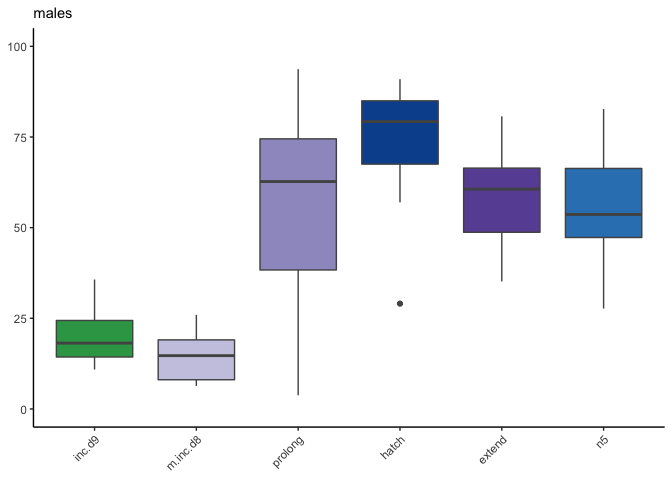 males
100
75
50
25
0
inc.d9
m.inc.d8
prolong
hatch
extend
n5